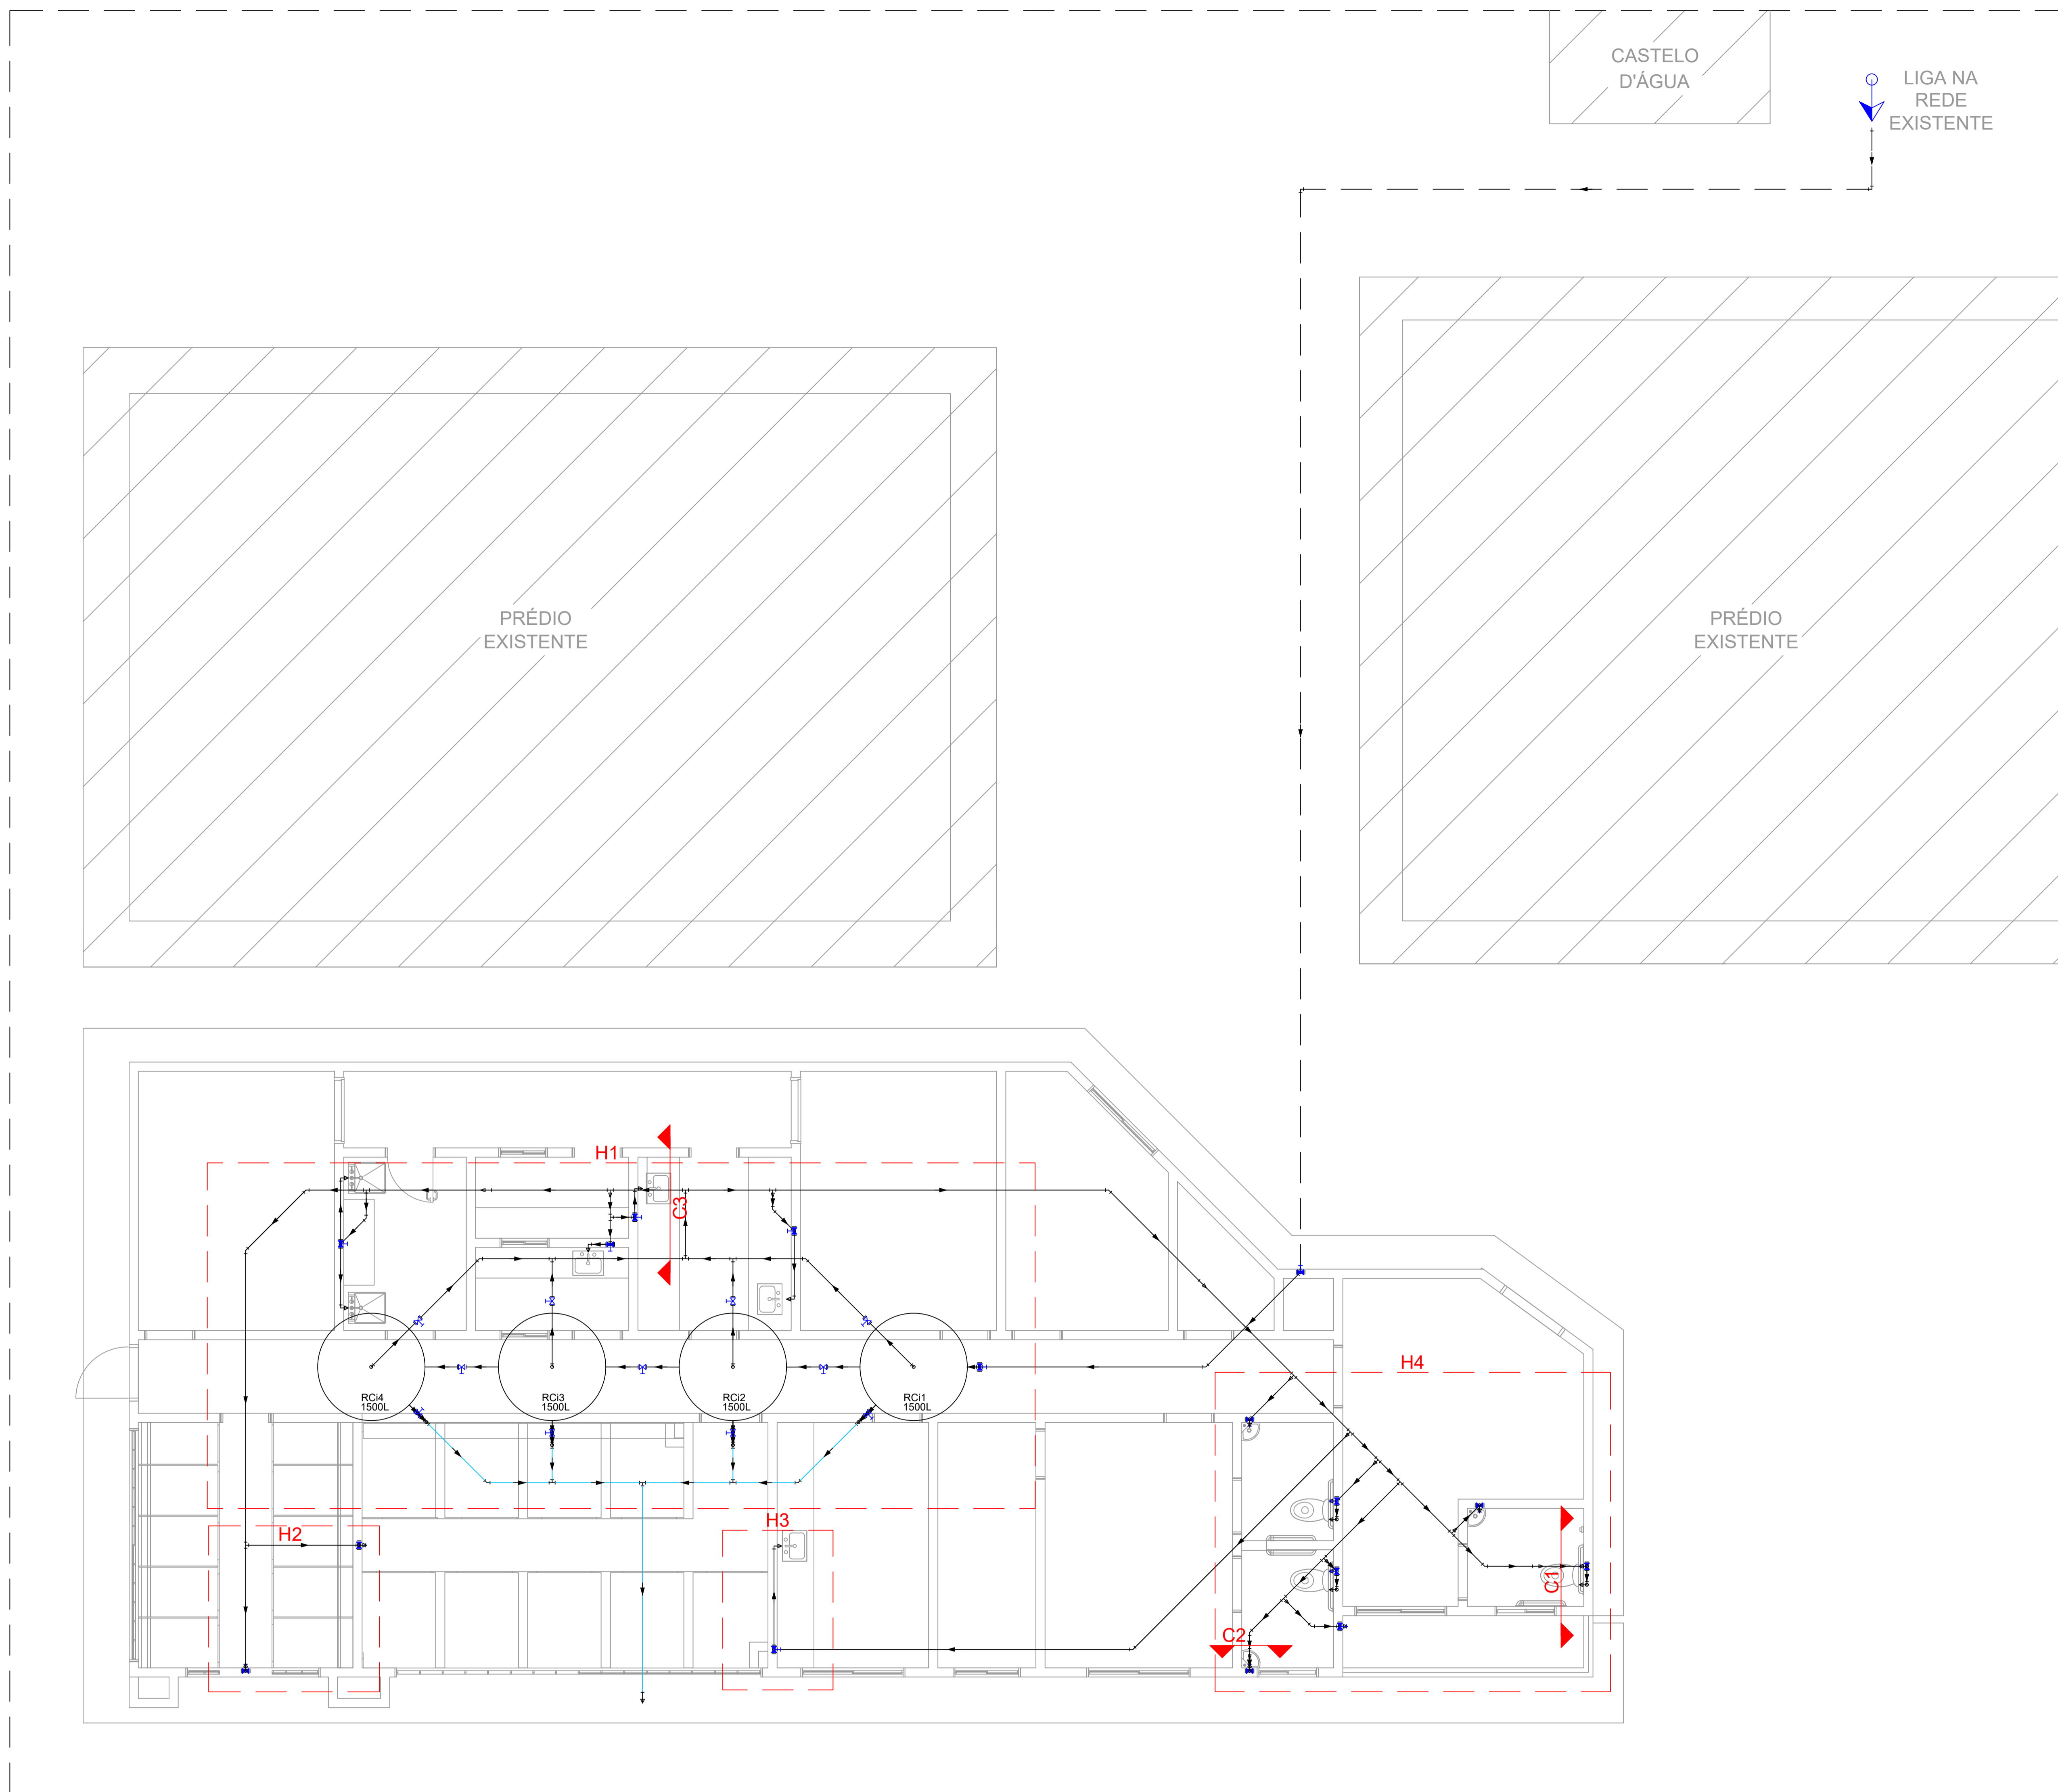 CASTELO
D'ÁGUA
LIGA NA
REDE
EXISTENTE
PRÉDIO
EXISTENTE
PRÉDIO
EXISTENTE
H1
C3
H4
RCi4
1500L
RCi3
1500L
RCi2
1500L
RCi1
1500L
H2
H3
C1
C2